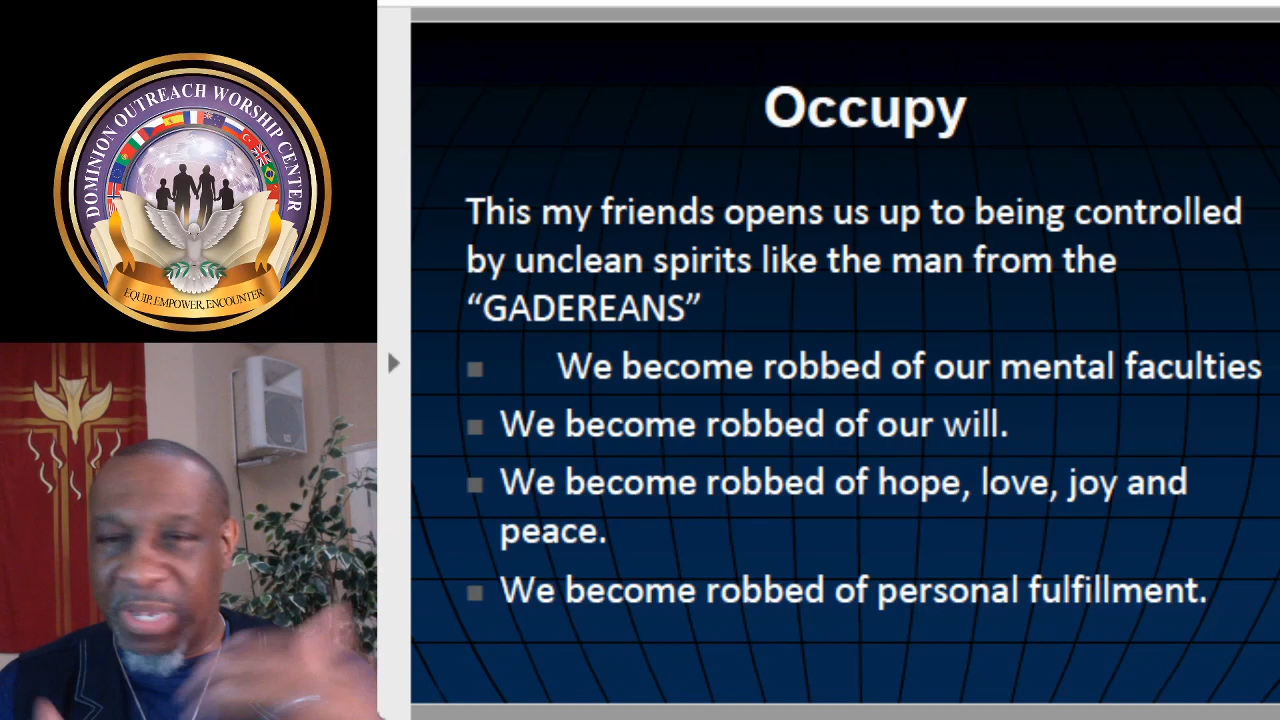 DOMINION OUTREACH WORSHIP CENTER
EQUIP, EMPOWER, ENCOUNTER
Occupy
This my friends opens us up to being controlled
by unclean spirits like the man from the
“GADEREANS”
We become robbed of our mental faculties
We become robbed of our will.
We become robbed of hope, love, joy and
peace.
We become robbed of personal fulfillment.